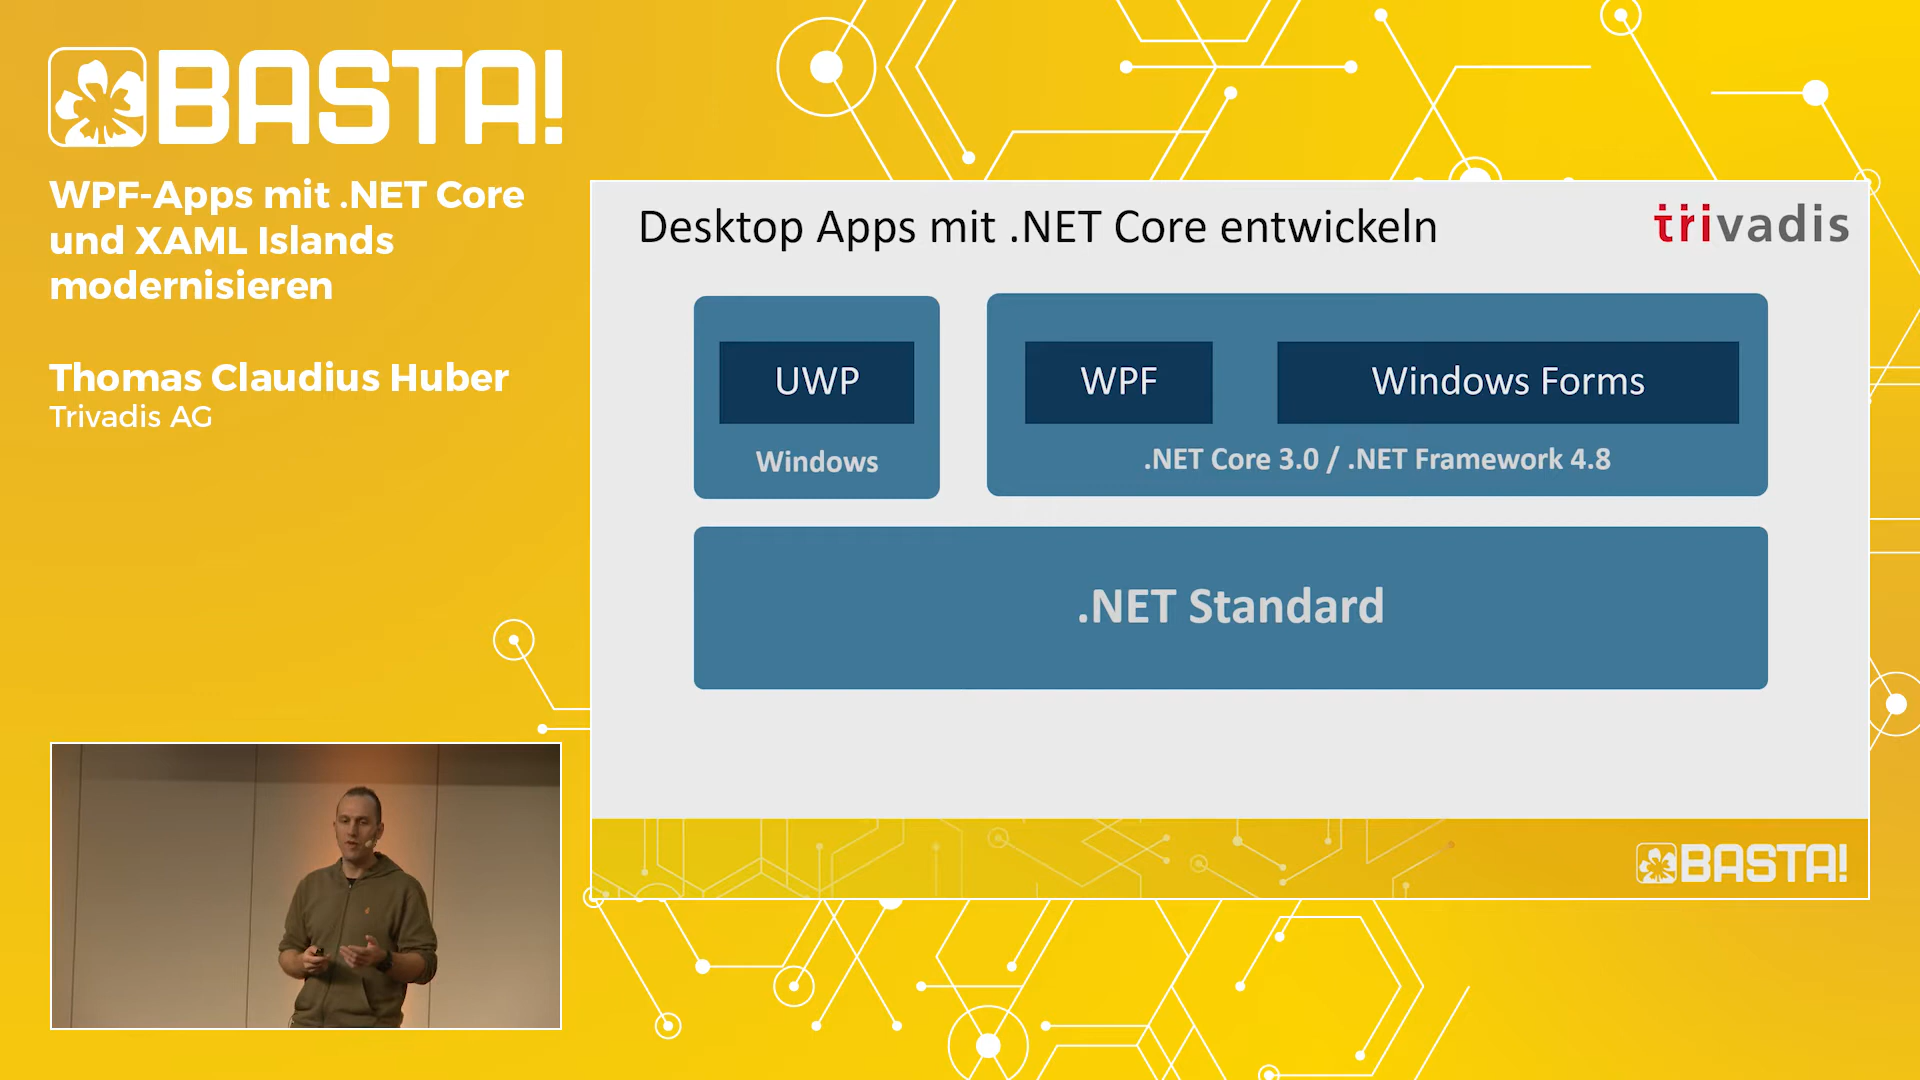 BASTA!
WPF-Apps mit .NET Core
und XAML Islands
modernisieren
Thomas Claudius Huber
Trivadis AG
Desktop Apps mit .NET Core entwickeln
trivadis
UWP
Windows
WPF
Windows Forms
.NET Core 3.0 / .NET Framework 4.8
.NET Standard
BASTA!